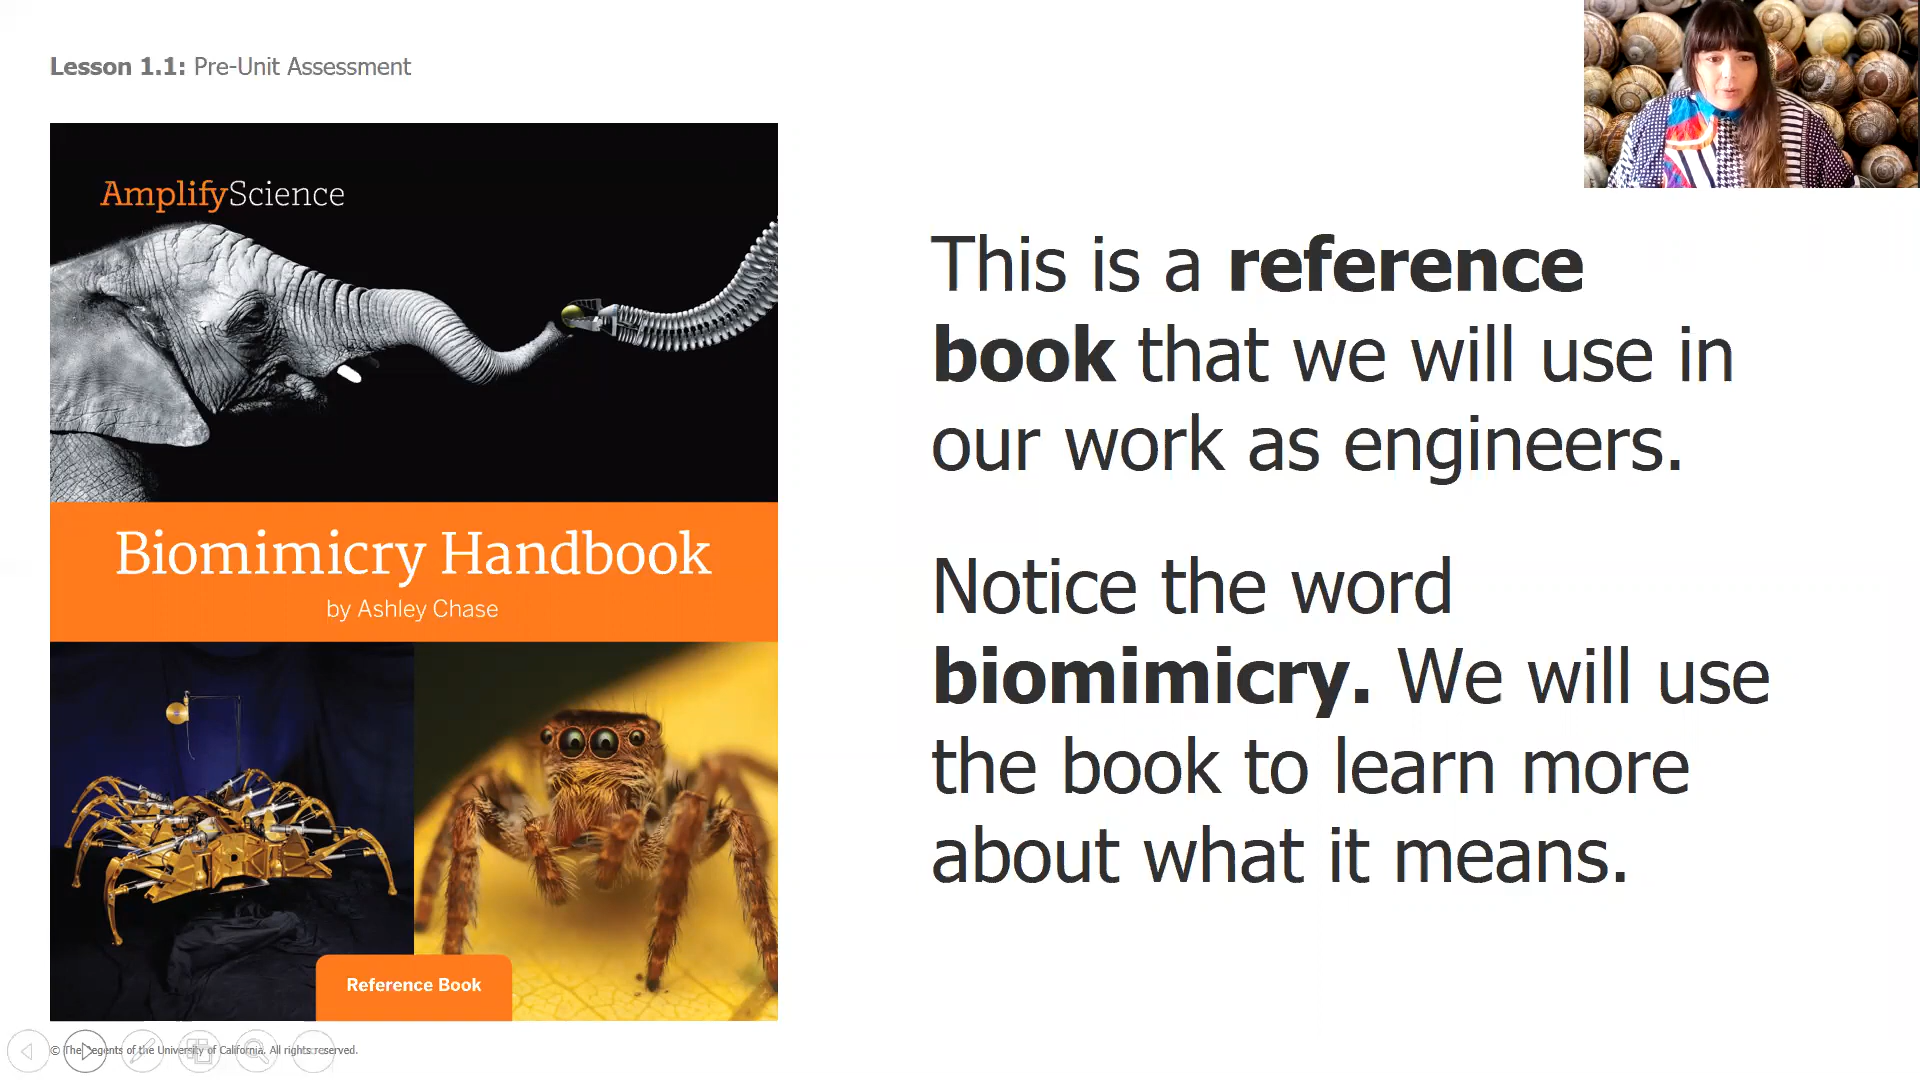 Lesson 1.1: Pre-Unit Assessment
AmplifyScience
Biomimicry Handbook
by Ashley Chase
Reference Book
This is a reference
book that we will use in
our work as engineers.
Notice the word
biomimicry. We will use
the book to learn more
about what it means.
© The Regents of the University of California. All rights reserved.